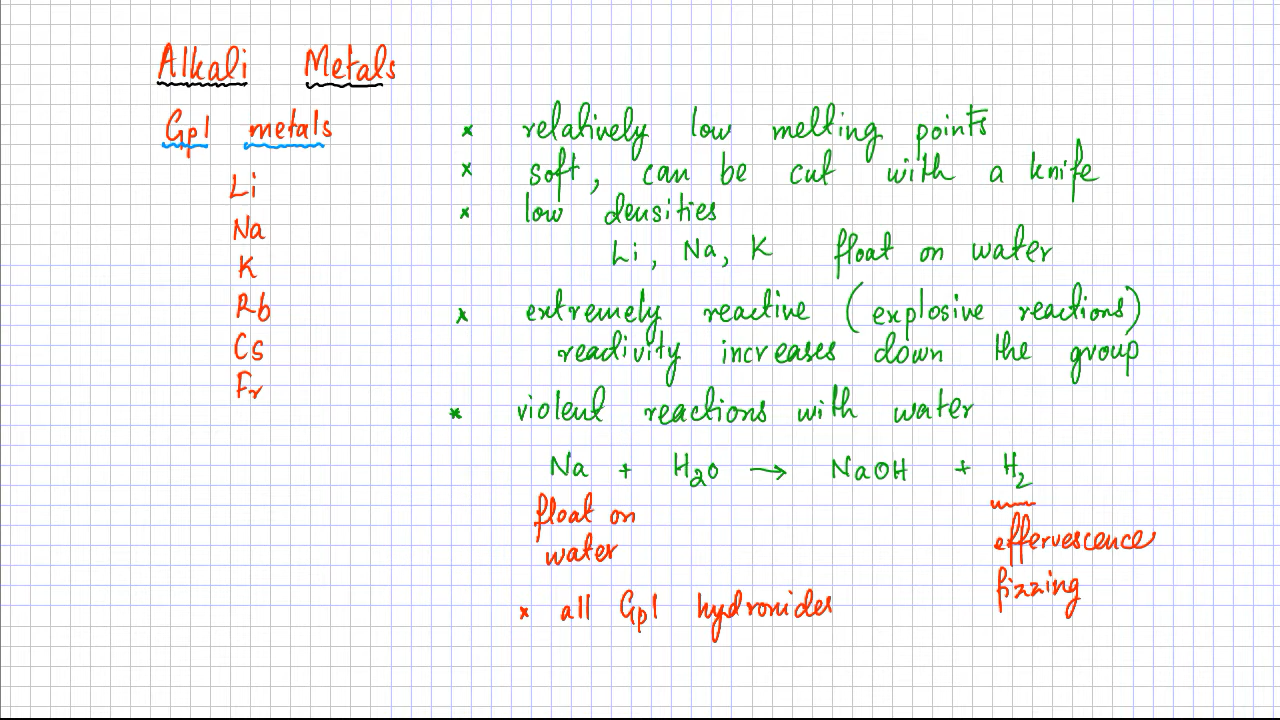 Alkali Metals
Gp1 metals
Li
Na
K
Rb
Cs
Fr
* relatively low melting points
* soft, can be cut with a knife
* low densities
Li, Na, K float on water
* extremely reactive (explosive reactions)
reactivity increases down the group
* violent reactions with water
Na + H₂O → NaOH + H₂
float on
water
effervescence
fizzing
* all Gp1 hydroxides